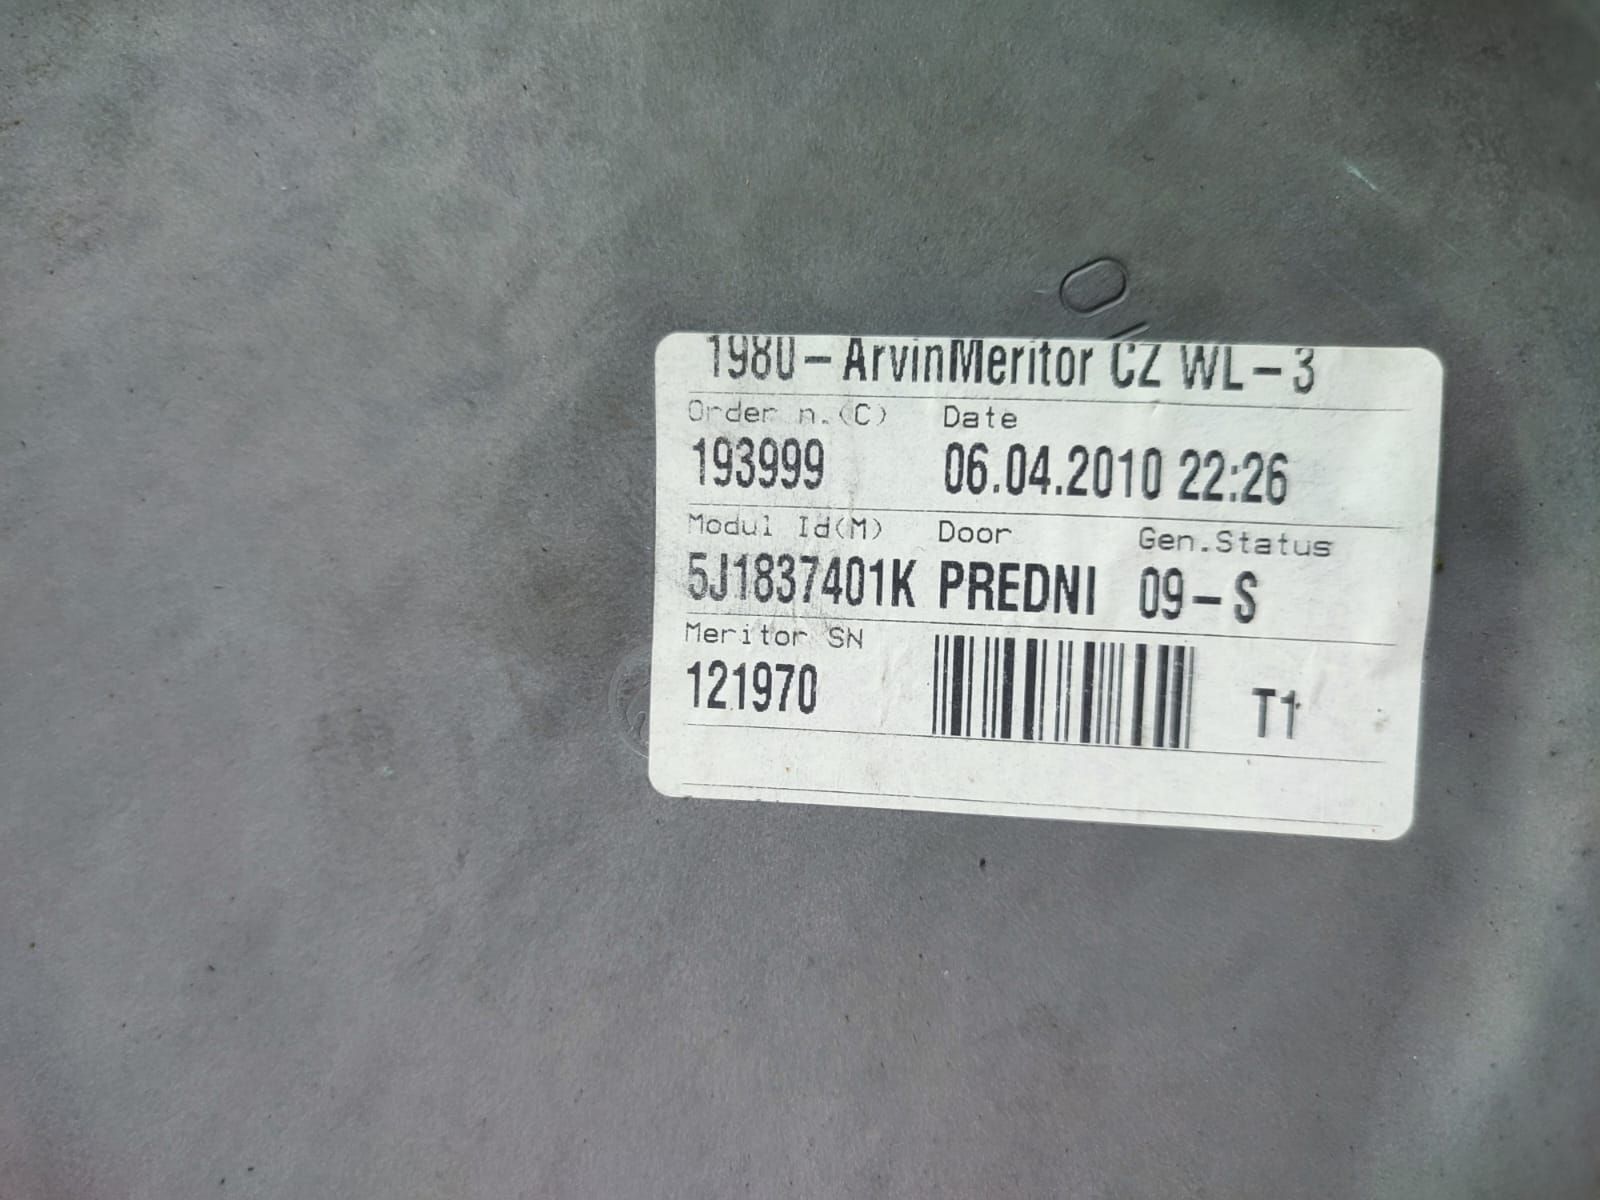 1980-ArvinMeritor CZ WL-3
Order n.(C) Date
193999 06.04.2010 22:26
Modul Id(M) Door Gen.Status
5J1837401K PREDNI 09-S
Meritor SN
121970 T1